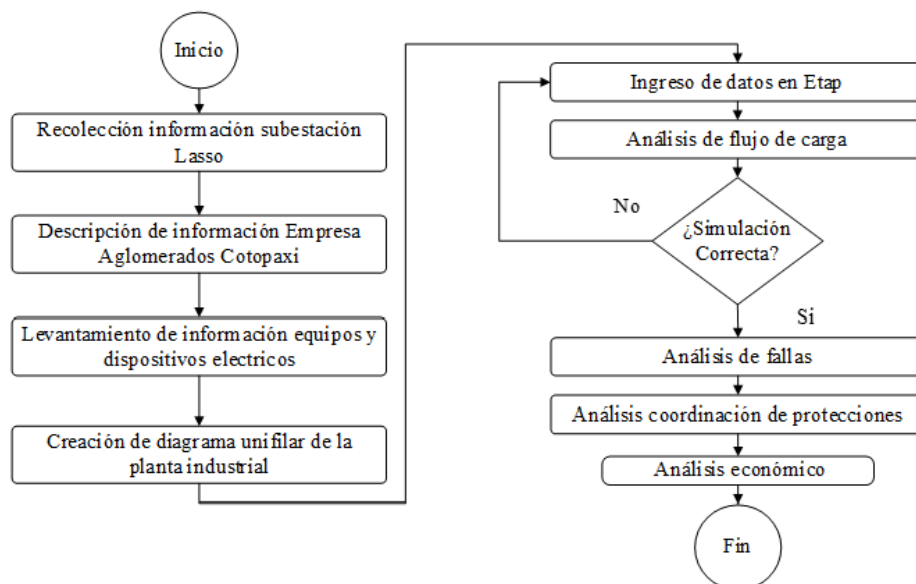 Inicio
Recolección información subestación
Lasso
Descripción de información Empresa
Aglomerados Cotopaxi
Levantamiento de información equipos y
dispositivos electricos
Creación de diagrama unifilar de la
planta industrial
Ingreso de datos en Etap
Análisis de flujo de carga
No
¿Simulación
Correcta?
Si
Análisis de fallas
Análisis coordinación de protecciones
Análisis económico
Fin